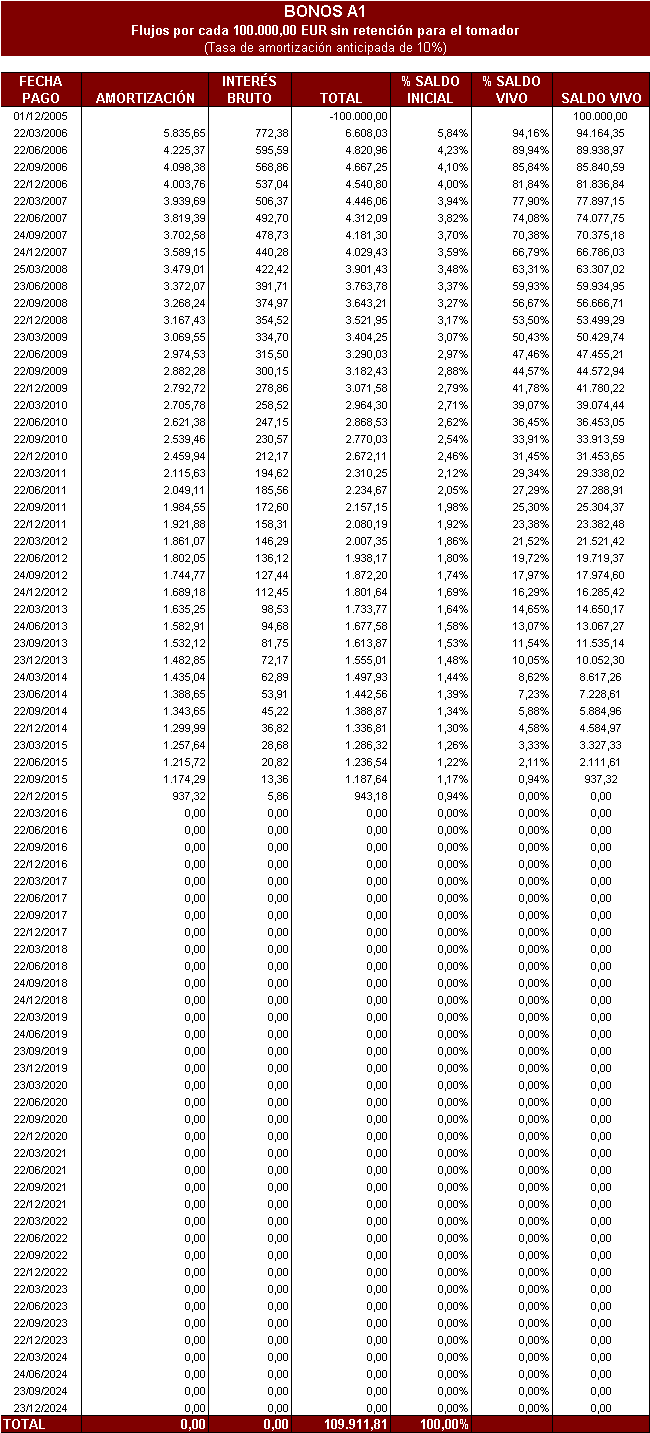 BONOS A1
Flujos por cada 100.000,00 EUR sin retención para el tomador
(Tasa de amortización anticipada de 10%)
FECHA PAGO AMORTIZACIÓN INTERÉS BRUTO TOTAL % SALDO INICIAL % SALDO VIVO SALDO VIVO
01/12/2005 -100.000,00 100.000,00
22/03/2006 5.835,65 772,38 6.608,03 5,84% 94,16% 94.164,35
22/06/2006 4.225,37 595,59 4.820,96 4,23% 89,94% 89.938,97
22/09/2006 4.098,38 568,86 4.667,25 4,10% 85,84% 85.840,59
22/12/2006 4.003,76 537,04 4.540,80 4,00% 81,84% 81.836,84
22/03/2007 3.939,69 506,37 4.446,06 3,94% 77,90% 77.897,15
22/06/2007 3.819,39 492,70 4.312,09 3,82% 74,08% 74.077,75
24/09/2007 3.702,58 478,73 4.181,30 3,70% 70,38% 70.375,18
24/12/2007 3.589,15 440,28 4.029,43 3,59% 66,79% 66.786,03
25/03/2008 3.479,01 422,42 3.901,43 3,48% 63,31% 63.307,02
23/06/2008 3.372,07 391,71 3.763,78 3,37% 59,93% 59.934,95
22/09/2008 3.268,24 374,97 3.643,21 3,27% 56,67% 56.666,71
22/12/2008 3.167,43 354,52 3.521,95 3,17% 53,50% 53.499,29
23/03/2009 3.069,55 334,70 3.404,25 3,07% 50,43% 50.429,74
22/06/2009 2.974,53 315,50 3.290,03 2,97% 47,46% 47.455,21
22/09/2009 2.882,28 300,15 3.182,43 2,88% 44,57% 44.572,94
22/12/2009 2.792,72 278,86 3.071,58 2,79% 41,78% 41.780,22
22/03/2010 2.705,78 258,52 2.964,30 2,71% 39,07% 39.074,44
22/06/2010 2.621,38 247,15 2.868,53 2,62% 36,45% 36.453,05
22/09/2010 2.539,46 230,57 2.770,03 2,54% 33,91% 33.913,59
22/12/2010 2.459,94 212,17 2.672,11 2,46% 31,45% 31.453,65
22/03/2011 2.115,63 194,62 2.310,25 2,12% 29,34% 29.338,02
22/06/2011 2.049,11 185,56 2.234,67 2,05% 27,29% 27.288,91
22/09/2011 1.984,55 172,60 2.157,15 1,98% 25,30% 25.304,37
22/12/2011 1.921,88 158,31 2.080,19 1,92% 23,38% 23.382,48
22/03/2012 1.861,07 146,29 2.007,35 1,86% 21,52% 21.521,42
22/06/2012 1.802,05 136,12 1.938,17 1,80% 19,72% 19.719,37
24/09/2012 1.744,77 127,44 1.872,20 1,74% 17,97% 17.974,60
24/12/2012 1.689,18 112,45 1.801,64 1,69% 16,29% 16.285,42
22/03/2013 1.635,25 98,53 1.733,77 1,64% 14,65% 14.650,17
24/06/2013 1.582,91 94,68 1.677,58 1,58% 13,07% 13.067,27
23/09/2013 1.532,12 81,75 1.613,87 1,53% 11,54% 11.535,14
23/12/2013 1.482,85 72,17 1.555,01 1,48% 10,05% 10.052,30
24/03/2014 1.435,04 62,89 1.497,93 1,44% 8,62% 8.617,26
23/06/2014 1.388,65 53,91 1.442,56 1,39% 7,23% 7.228,61
22/09/2014 1.343,65 45,22 1.388,87 1,34% 5,88% 5.884,96
22/12/2014 1.299,99 36,82 1.336,81 1,30% 4,58% 4.584,97
23/03/2015 1.257,64 28,68 1.286,32 1,26% 3,33% 3.327,33
22/06/2015 1.215,72 20,82 1.236,54 1,22% 2,11% 2.111,61
22/09/2015 1.174,29 13,36 1.187,64 1,17% 0,94% 937,32
22/12/2015 937,32 5,86 943,18 0,94% 0,00% 0,00
22/03/2016 0,00 0,00 0,00 0,00% 0,00% 0,00
22/06/2016 0,00 0,00 0,00 0,00% 0,00% 0,00
22/09/2016 0,00 0,00 0,00 0,00% 0,00% 0,00
22/12/2016 0,00 0,00 0,00 0,00% 0,00% 0,00
22/03/2017 0,00 0,00 0,00 0,00% 0,00% 0,00
22/06/2017 0,00 0,00 0,00 0,00% 0,00% 0,00
22/09/2017 0,00 0,00 0,00 0,00% 0,00% 0,00
22/12/2017 0,00 0,00 0,00 0,00% 0,00% 0,00
22/03/2018 0,00 0,00 0,00 0,00% 0,00% 0,00
22/06/2018 0,00 0,00 0,00 0,00% 0,00% 0,00
24/09/2018 0,00 0,00 0,00 0,00% 0,00% 0,00
24/12/2018 0,00 0,00 0,00 0,00% 0,00% 0,00
22/03/2019 0,00 0,00 0,00 0,00% 0,00% 0,00
24/06/2019 0,00 0,00 0,00 0,00% 0,00% 0,00
23/09/2019 0,00 0,00 0,00 0,00% 0,00% 0,00
23/12/2019 0,00 0,00 0,00 0,00% 0,00% 0,00
23/03/2020 0,00 0,00 0,00 0,00% 0,00% 0,00
22/06/2020 0,00 0,00 0,00 0,00% 0,00% 0,00
22/09/2020 0,00 0,00 0,00 0,00% 0,00% 0,00
22/12/2020 0,00 0,00 0,00 0,00% 0,00% 0,00
22/03/2021 0,00 0,00 0,00 0,00% 0,00% 0,00
22/06/2021 0,00 0,00 0,00 0,00% 0,00% 0,00
22/09/2021 0,00 0,00 0,00 0,00% 0,00% 0,00
22/12/2021 0,00 0,00 0,00 0,00% 0,00% 0,00
22/03/2022 0,00 0,00 0,00 0,00% 0,00% 0,00
22/06/2022 0,00 0,00 0,00 0,00% 0,00% 0,00
22/09/2022 0,00 0,00 0,00 0,00% 0,00% 0,00
22/12/2022 0,00 0,00 0,00 0,00% 0,00% 0,00
22/03/2023 0,00 0,00 0,00 0,00% 0,00% 0,00
22/06/2023 0,00 0,00 0,00 0,00% 0,00% 0,00
22/09/2023 0,00 0,00 0,00 0,00% 0,00% 0,00
22/12/2023 0,00 0,00 0,00 0,00% 0,00% 0,00
22/03/2024 0,00 0,00 0,00 0,00% 0,00% 0,00
24/06/2024 0,00 0,00 0,00 0,00% 0,00% 0,00
23/09/2024 0,00 0,00 0,00 0,00% 0,00% 0,00
23/12/2024 0,00 0,00 0,00 0,00% 0,00% 0,00
TOTAL 0,00 0,00 109.911,81 100,00%